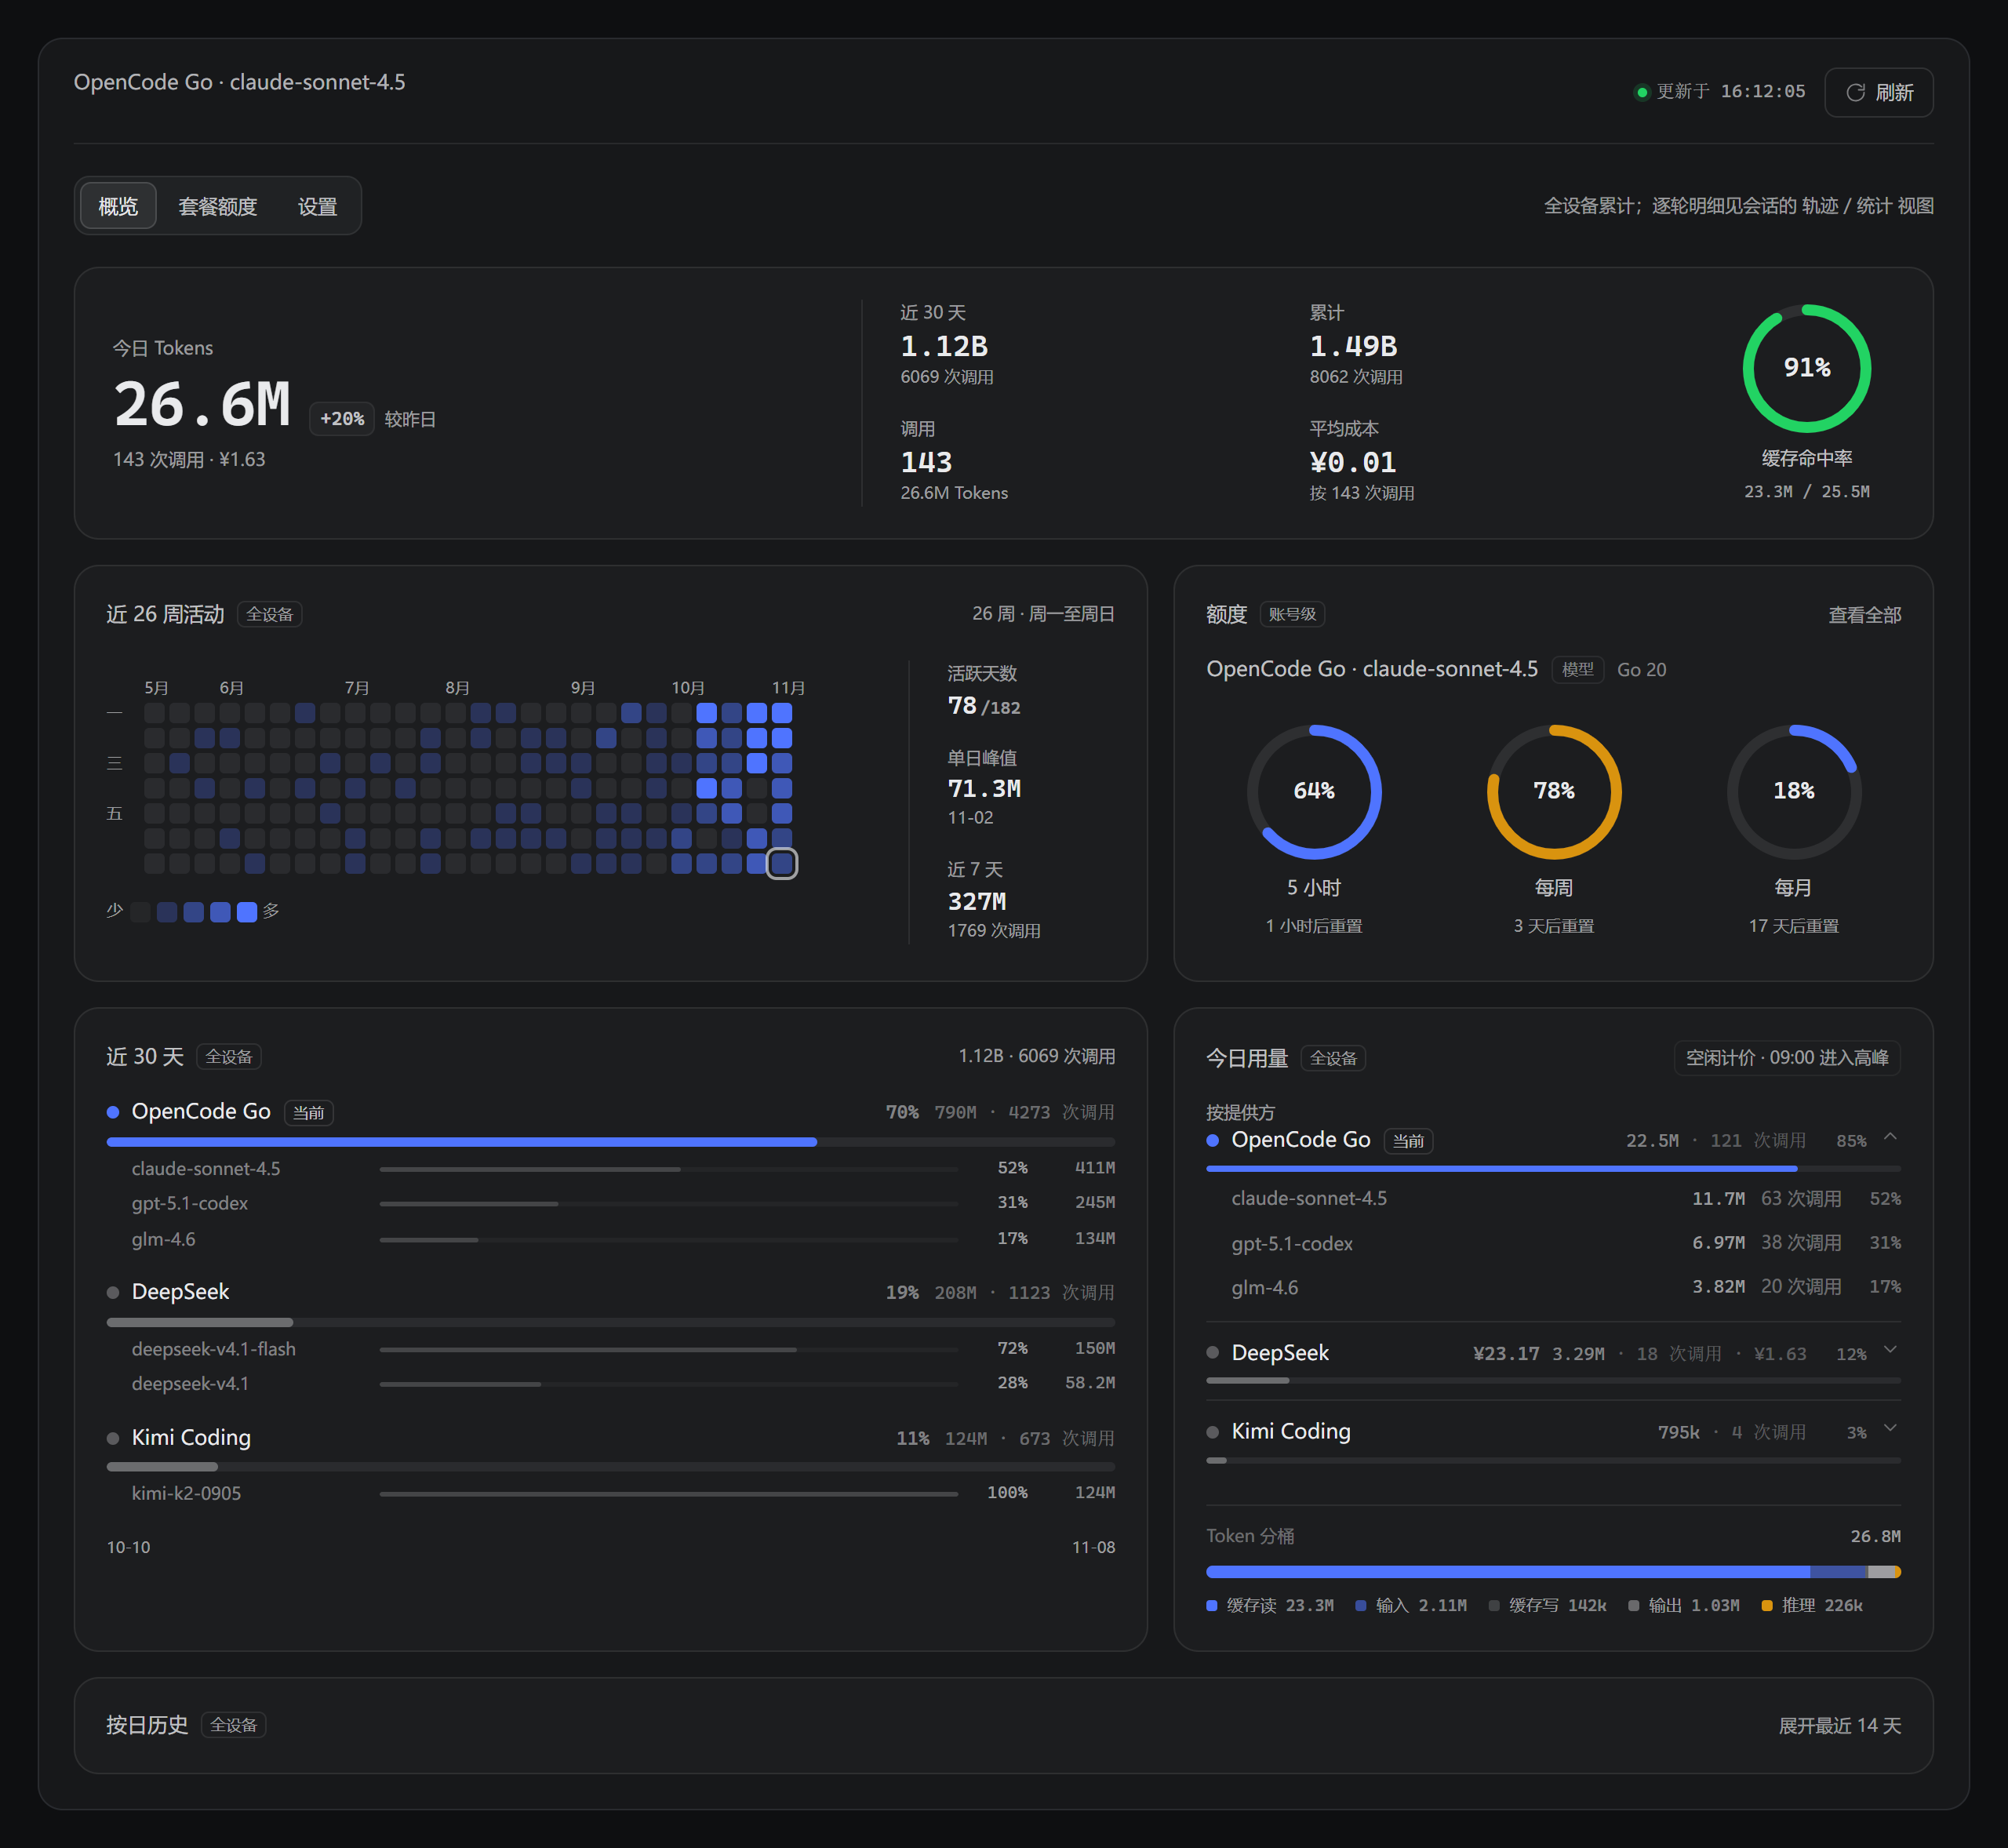 OpenCode Go · claude-sonnet-4.5
更新于 16:12:05
刷新
概览 套餐额度 设置
全设备累计；逐轮明细见会话的 轨迹 / 统计 视图
今日 Tokens
26.6M +20% 较昨日
143 次调用 · ¥1.63
近 30 天
1.12B
6069 次调用
累计
1.49B
8062 次调用
调用
143
26.6M Tokens
平均成本
¥0.01
按 143 次调用
91%
缓存命中率
23.3M / 25.5M
近 26 周活动 全设备
26 周 · 周一至周日
5月 6月 7月 8月 9月 10月 11月
一
三
五
少 多
活跃天数
78 /182
单日峰值
71.3M
11-02
近 7 天
327M
1769 次调用
额度 账号级
查看全部
OpenCode Go · claude-sonnet-4.5 模型 Go 20
64%
5 小时
1 小时后重置
78%
每周
3 天后重置
18%
每月
17 天后重置
近 30 天 全设备
1.12B · 6069 次调用
OpenCode Go 当前 70% 790M · 4273 次调用
claude-sonnet-4.5 52% 411M
gpt-5.1-codex 31% 245M
glm-4.6 17% 134M
DeepSeek 19% 208M · 1123 次调用
deepseek-v4.1-flash 72% 150M
deepseek-v4.1 28% 58.2M
Kimi Coding 11% 124M · 673 次调用
kimi-k2-0905 100% 124M
10-10 11-08
今日用量 全设备
空闲计价 · 09:00 进入高峰
按提供方
OpenCode Go 当前 22.5M · 121 次调用 85%
claude-sonnet-4.5 11.7M 63 次调用 52%
gpt-5.1-codex 6.97M 38 次调用 31%
glm-4.6 3.82M 20 次调用 17%
DeepSeek ¥23.17 3.29M · 18 次调用 · ¥1.63 12%
Kimi Coding 795k · 4 次调用 3%
Token 分桶 26.8M
缓存读 23.3M 输入 2.11M 缓存写 142k 输出 1.03M 推理 226k
按日历史 全设备
展开最近 14 天